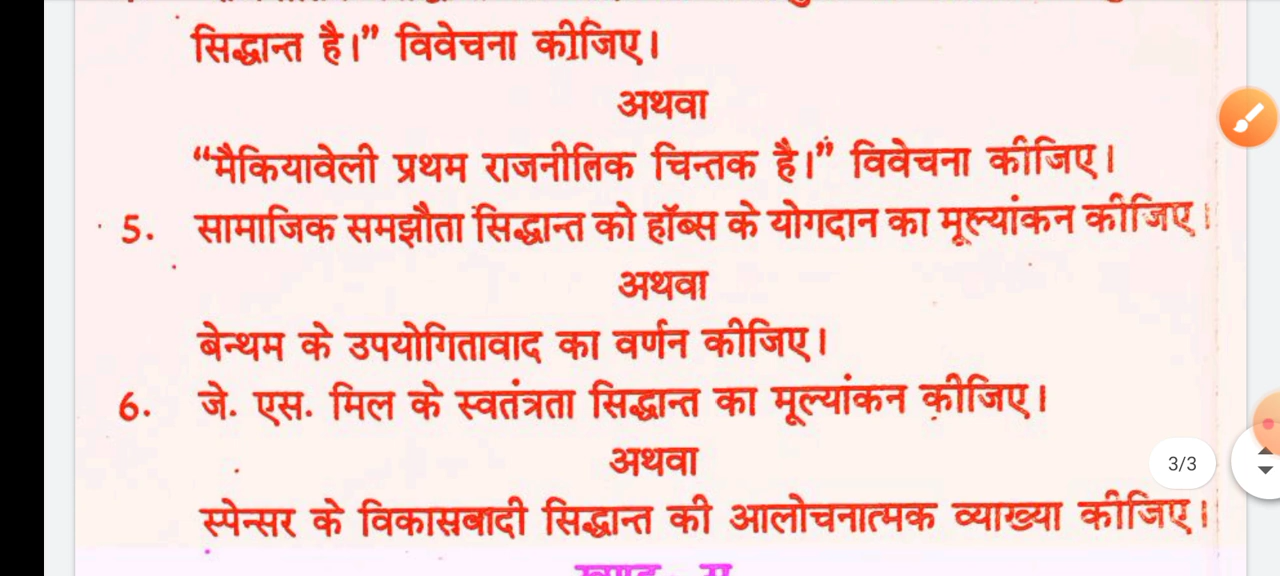 सिद्धान्त है।” विवेचना कीजिए।
अथवा
“मैकियावेली प्रथम राजनीतिक चिन्तक है।” विवेचना कीजिए।
5. सामाजिक समझौता सिद्धान्त को हॉब्स के योगदान का मूल्यांकन कीजिए।
अथवा
बेन्थम के उपयोगितावाद का वर्णन कीजिए।
6. जे. एस. मिल के स्वतंत्रता सिद्धान्त का मूल्यांकन कीजिए।
3/3
अथवा
स्पेन्सर के विकासवादी सिद्धान्त की आलोचनात्मक व्याख्या कीजिए।